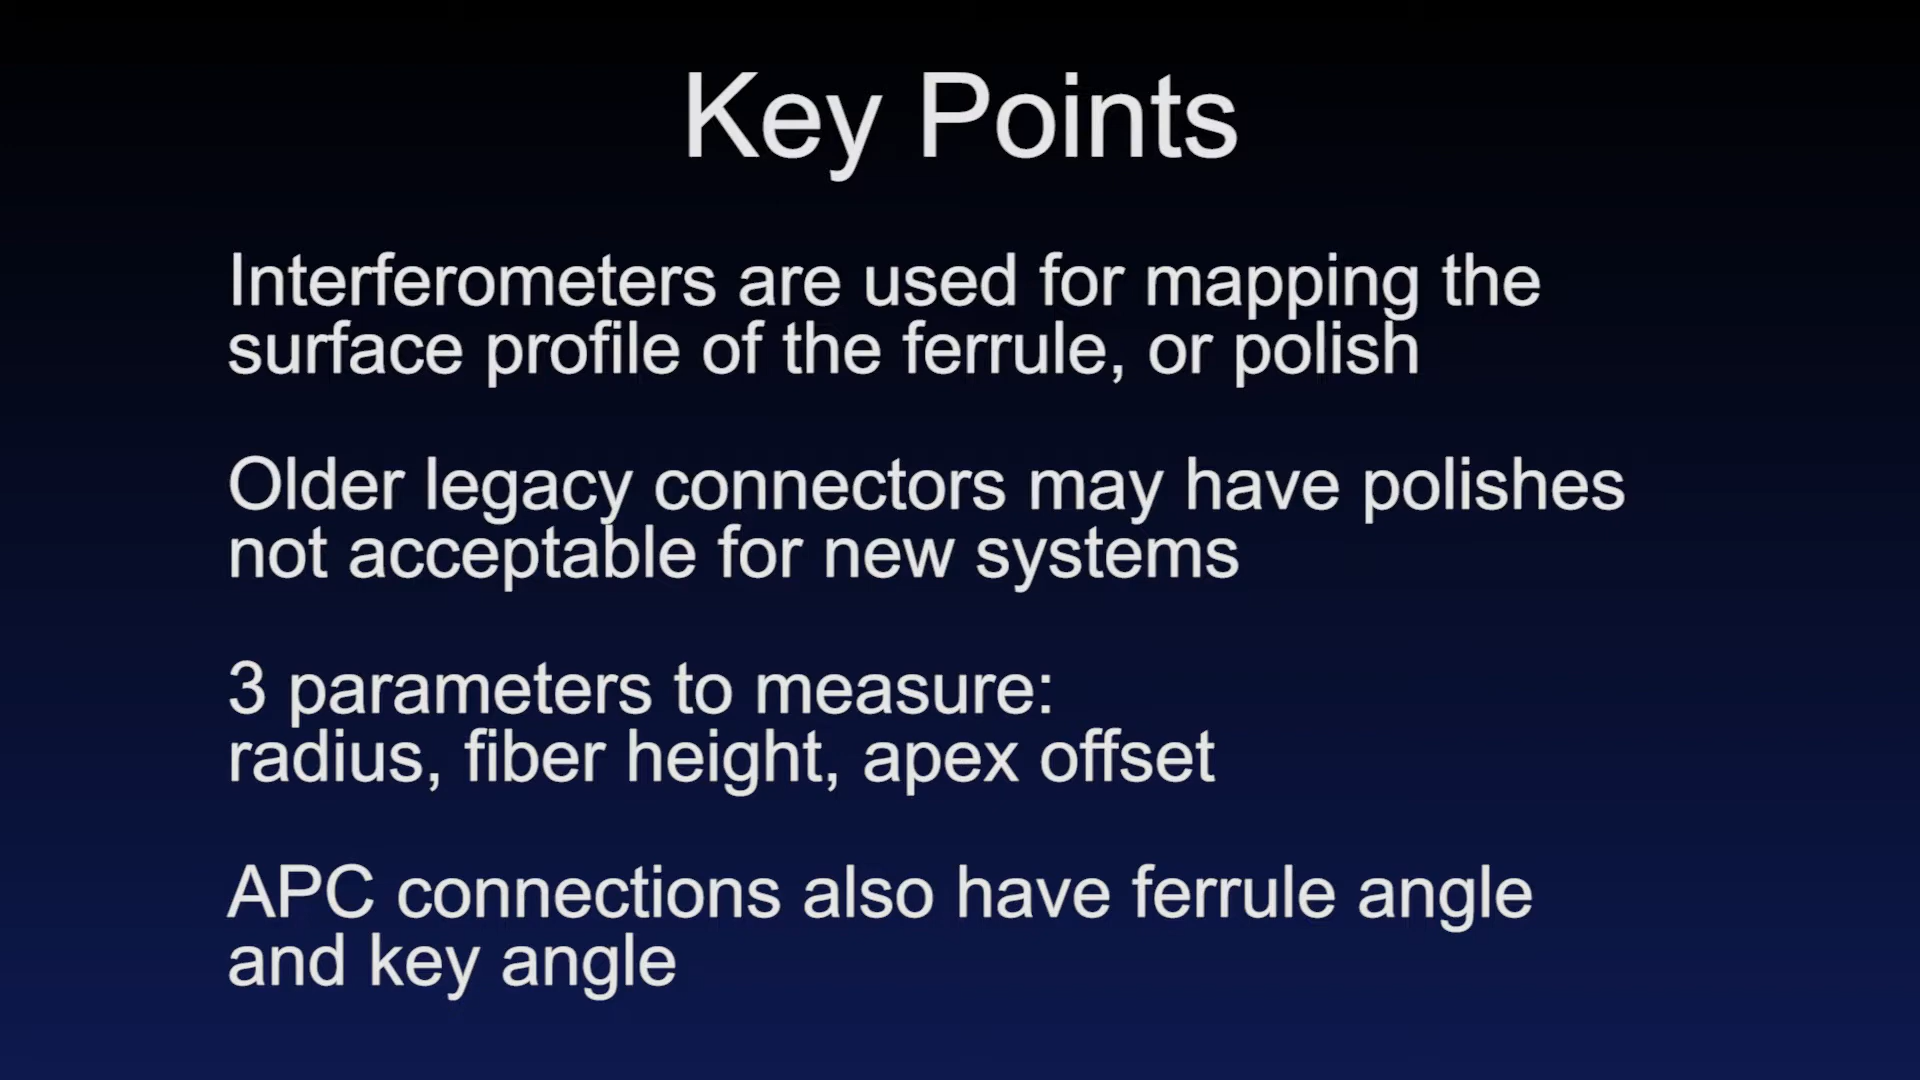 Key Points
Interferometers are used for mapping the
surface profile of the ferrule, or polish
Older legacy connectors may have polishes
not acceptable for new systems
3 parameters to measure:
radius, fiber height, apex offset
APC connections also have ferrule angle
and key angle